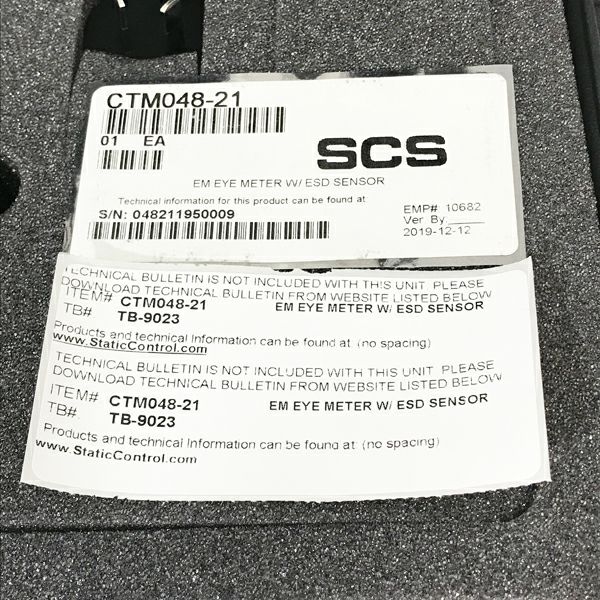 CTM048-21
01 EA
SCS
EM EYE METER W/ ESD SENSOR
Technical information for this product can be found at
S/N: 048211950009
EMP# 10682
Ver By.
2019-12-12
TECHNICAL BULLETIN IS NOT INCLUDED WITH THIS UNIT. PLEASE
DOWNLOAD TECHNICAL BULLETIN FROM WEBSITE LISTED BELOW
ITEM# CTM048-21 EM EYE METER W/ ESD SENSOR
TB# TB-9023
Products and technical Information can be found at: (no spacing)
www.StaticControl.com
TECHNICAL BULLETIN IS NOT INCLUDED WITH THIS UNIT. PLEASE
DOWNLOAD TECHNICAL BULLETIN FROM WEBSITE LISTED BELOW
ITEM# CTM048-21 EM EYE METER W/ ESD SENSOR
TB# TB-9023
Products and technical Information can be found at: (no spacing)
www.StaticControl.com